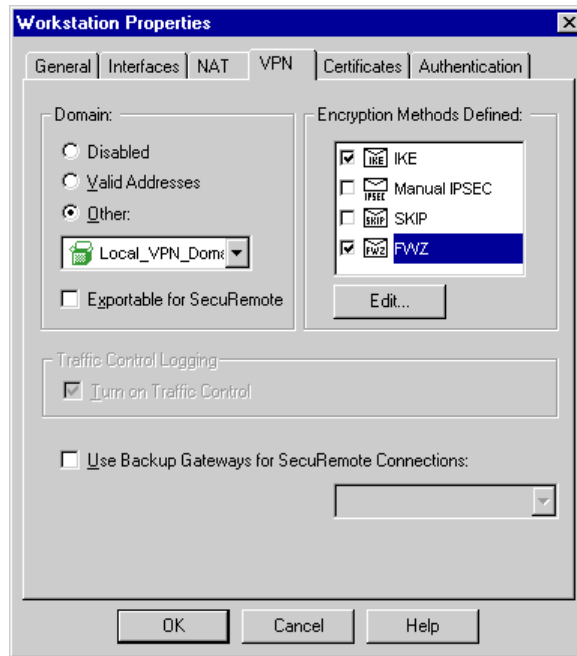 Workstation Properties
General
Interfaces
NAT
VPN
Certificates
Authentication
Domain:
Disabled
Valid Addresses
Other:
Local_VPN_Doma
Exportable for SecuRemote
Encryption Methods Defined:
IKE IKE
IPSEC Manual IPSEC
SKIP SKIP
FWZ FWZ
Edit...
Traffic Control Logging
Turn on Traffic Control
Use Backup Gateways for SecuRemote Connections:
OK
Cancel
Help